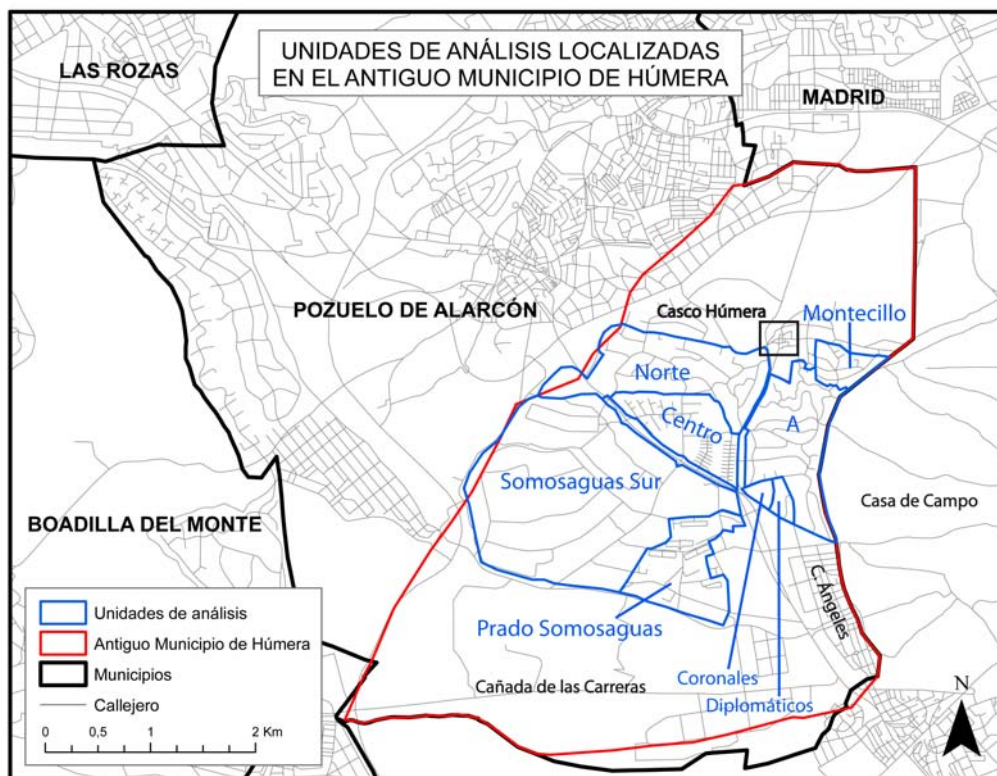 UNIDADES DE ANÁLISIS LOCALIZADAS
EN EL ANTIGUO MUNICIPIO DE HÚMERA
LAS ROZAS
MADRID
POZUELO DE ALARCÓN
Casco Húmera
Montecillo
Norte
Centro
A
Somosaguas Sur
Casa de Campo
BOADILLA DEL MONTE
C. Ángeles
Prado Somosaguas
Coronales
Diplomáticos
Cañada de las Carreras
Unidades de análisis
Antiguo Municipio de Húmera
Municipios
Callejero
0 0,5 1 2 Km
N